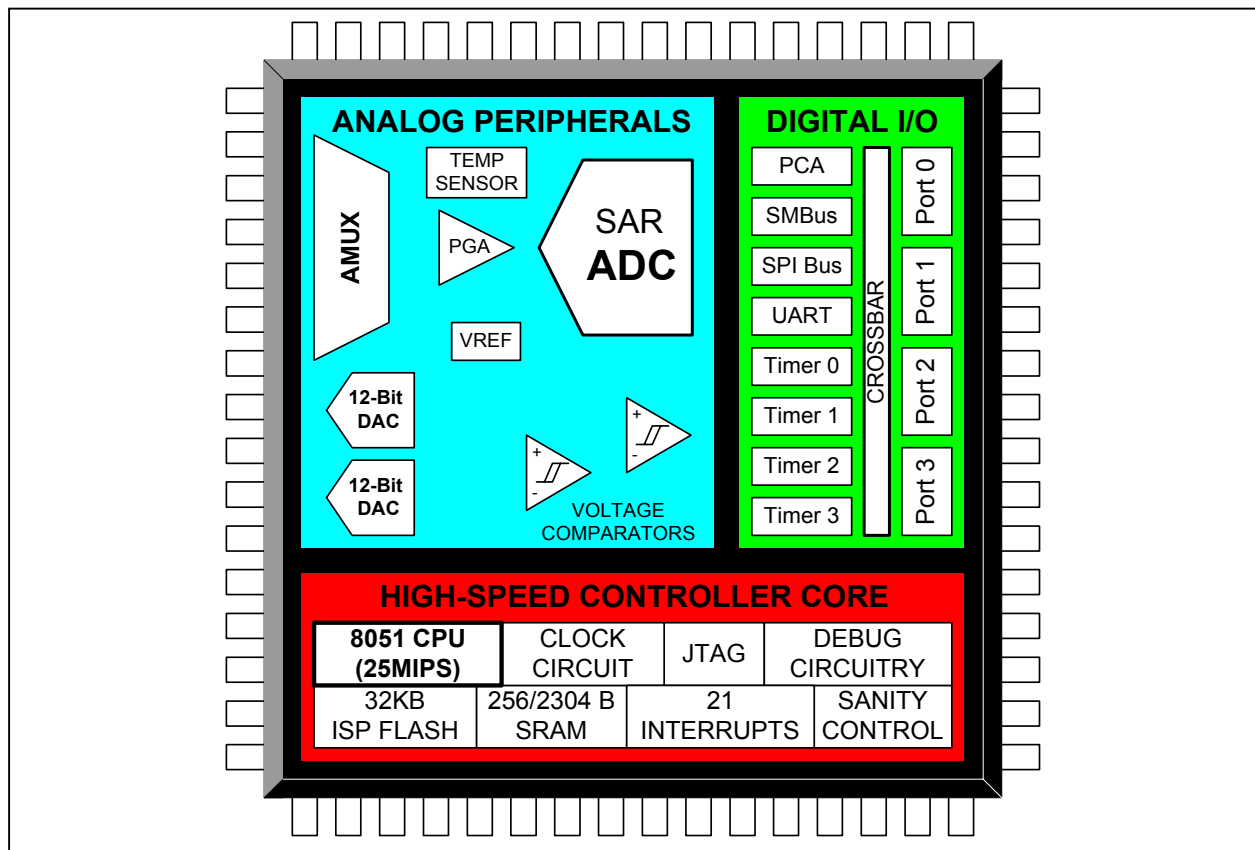 ANALOG PERIPHERALS
AMUX
TEMP
SENSOR
PGA
SAR
ADC
VREF
12-Bit
DAC
12-Bit
DAC
+
-
+
-
VOLTAGE
COMPARATORS
DIGITAL I/O
PCA
SMBus
SPI Bus
UART
Timer 0
Timer 1
Timer 2
Timer 3
CROSSBAR
Port 0
Port 1
Port 2
Port 3
HIGH-SPEED CONTROLLER CORE
8051 CPU
(25MIPS)
CLOCK
CIRCUIT
JTAG
DEBUG
CIRCUITRY
32KB
ISP FLASH
256/2304 B
SRAM
21
INTERRUPTS
SANITY
CONTROL